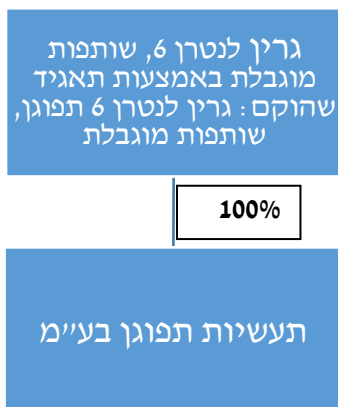 גרין לנטרן 6, שותפות
מוגבלת באמצעות תאגיד
שהוקם: גרין לנטרן 6 תפוגן,
שותפות מוגבלת
100%
תעשיות תפוגן בע״מ